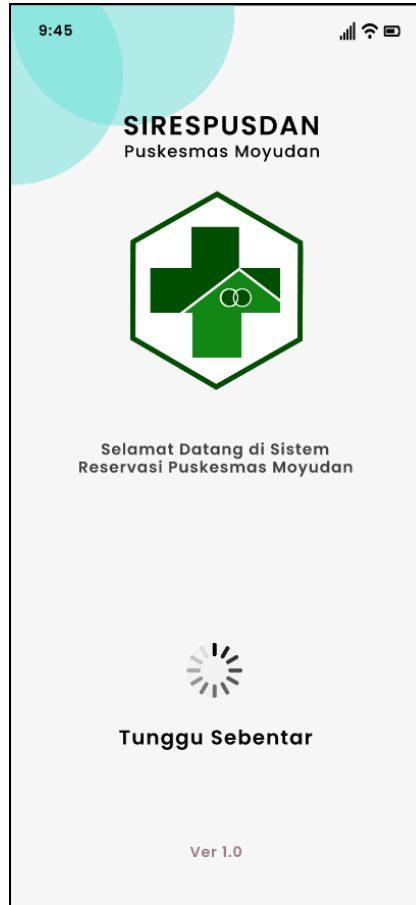 9:45
SIRESPUSDAN
Puskesmas Moyudan
Selamat Datang di Sistem
Reservasi Puskesmas Moyudan
Tunggu Sebentar
Ver 1.0